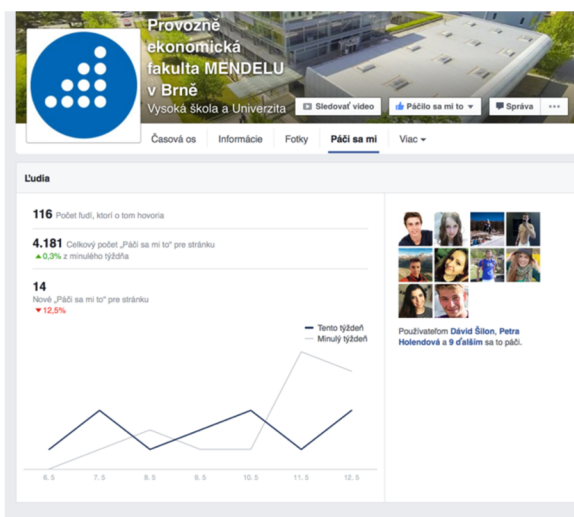 Provozně
ekonomická
fakulta MENDELU
v Brně
Vysoká škola a Univerzita
Sledovať video
Páčilo sa mi to
Správa
Časová os
Informácie
Fotky
Páči sa mi
Viac
Ľudia
116 Počet ľudí, ktorí o tom hovoria
4.181 Celkový počet „Páči sa mi to" pre stránku
0,3% z minulého týždňa
14
Nové „Páči sa mi to" pre stránku
12,5%
Tento týždeň
Minulý týždeň
6. 5
7. 5
8. 5
9. 5
10. 5
11. 5
12. 5
Používateľom Dávid Šilon, Petra
Holendová a 9 ďalším sa to páči.